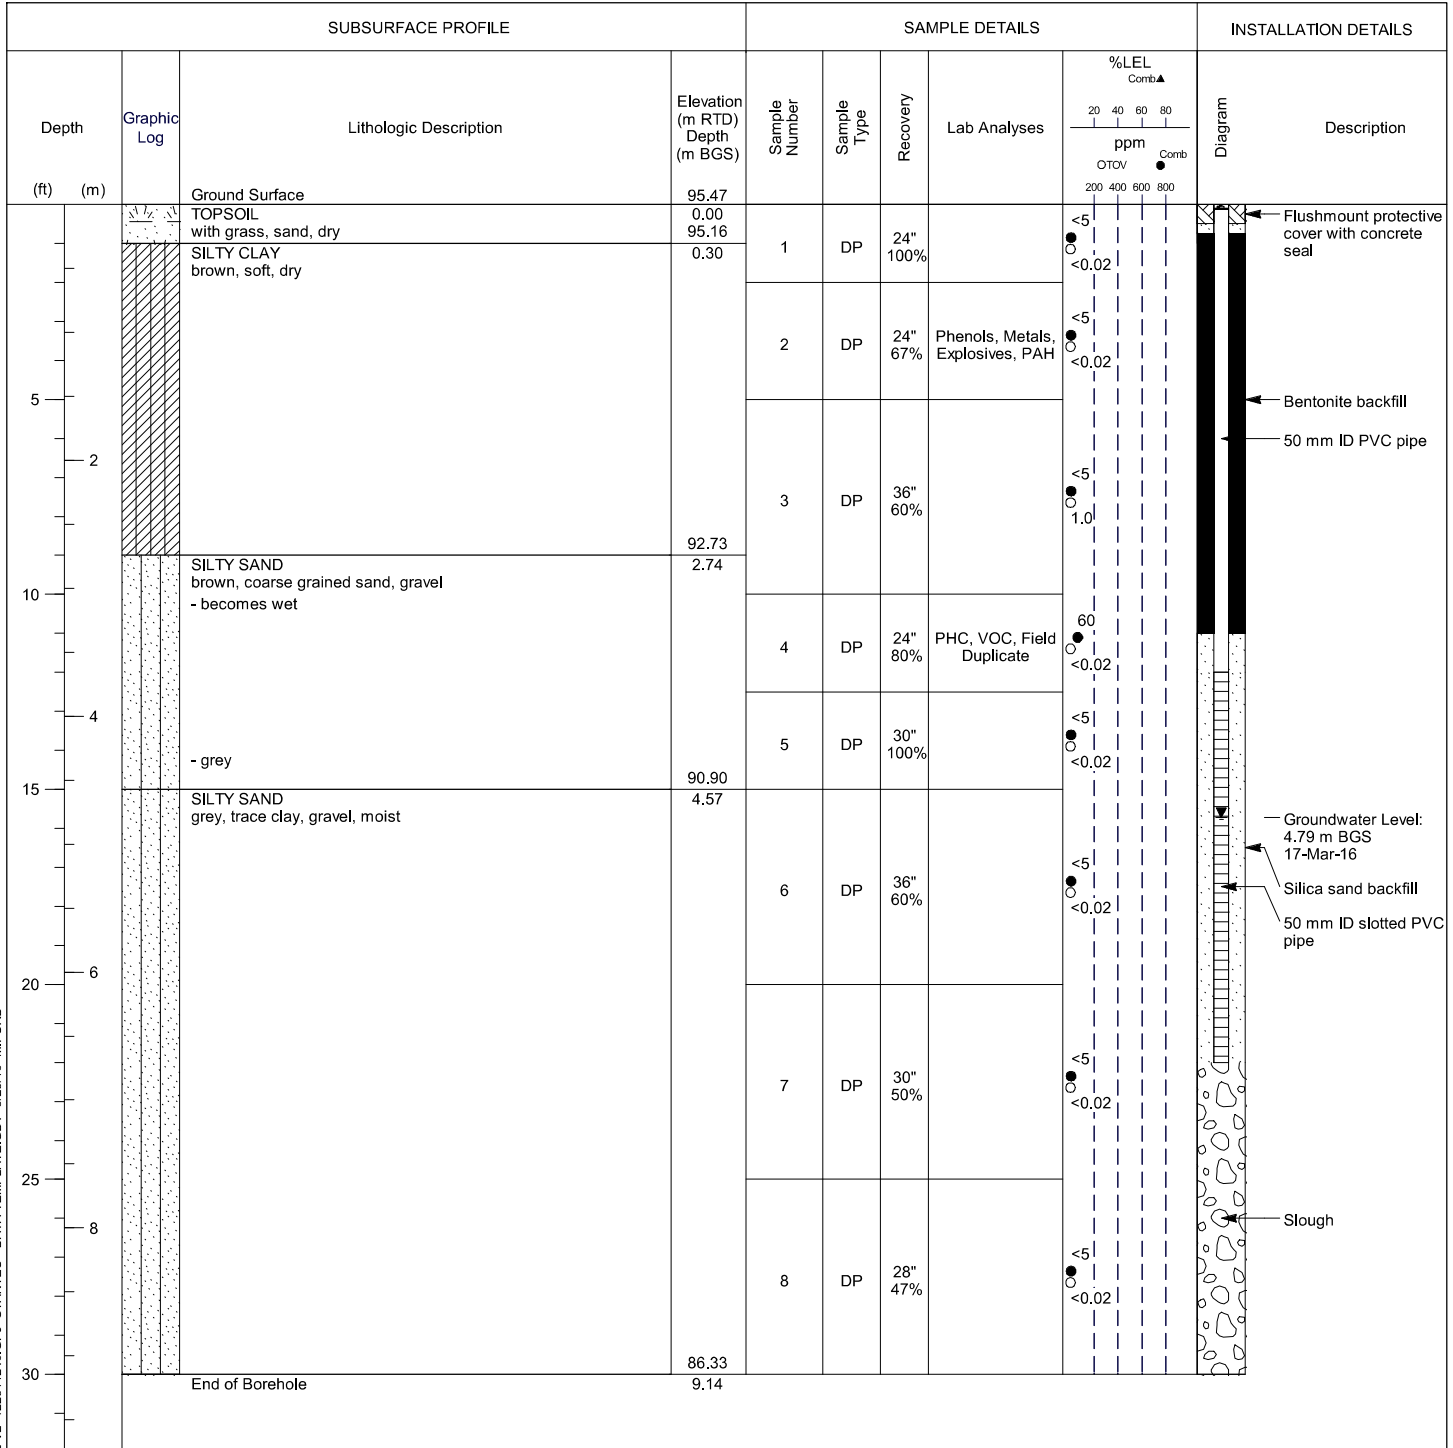 SUBSURFACE PROFILE
SAMPLE DETAILS
INSTALLATION DETAILS
Depth
(ft) (m)
Graphic
Log
Lithologic Description
Elevation
(m RTD)
Depth
(m BGS)
Sample
Number
Sample
Type
Recovery
Lab Analyses
%LEL
Comb▲
20 40 60 80
ppm
OTOV ● Comb
200 400 600 800
Diagram
Description
Ground Surface 95.47
TOPSOIL 0.00
with grass, sand, dry 95.16
SILTY CLAY 0.30
brown, soft, dry
92.73
SILTY SAND 2.74
brown, coarse grained sand, gravel
- becomes wet
- grey
90.90
SILTY SAND 4.57
grey, trace clay, gravel, moist
86.33
End of Borehole 9.14
5
10
15
20
25
30
2
4
6
8
1 DP 24"
100%
<5
<0.02
2 DP 24"
67%
Phenols, Metals,
Explosives, PAH
<5
<0.02
3 DP 36"
60%
<5
1.0
4 DP 24"
80%
PHC, VOC, Field
Duplicate
60
<0.02
5 DP 30"
100%
<5
<0.02
6 DP 36"
60%
<5
<0.02
7 DP 30"
50%
<5
<0.02
8 DP 28"
47%
<5
<0.02
Flushmount protective
cover with concrete
seal
Bentonite backfill
50 mm ID PVC pipe
Groundwater Level:
4.79 m BGS
17-Mar-16
Silica sand backfill
50 mm ID slotted PVC
pipe
Slough